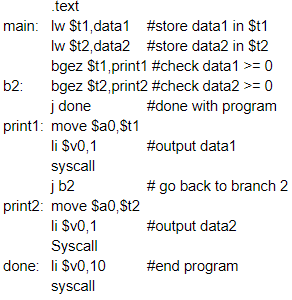 .text
main: lw $t1,data1 #store data1 in $t1
lw $t2,data2 #store data2 in $t2
bgez $t1,print1 #check data1 >= 0
b2: bgez $t2,print2 #check data2 >= 0
j done #done with program
print1: move $a0,$t1
li $v0,1 #output data1
syscall
j b2 # go back to branch 2
print2: move $a0,$t2
li $v0,1 #output data2
Syscall
done: li $v0,10 #end program
syscall